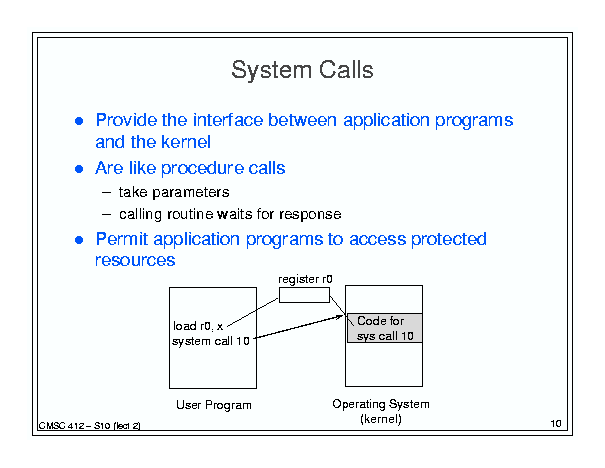 System Calls
● Provide the interface between application programs
and the kernel
● Are like procedure calls
– take parameters
– calling routine waits for response
● Permit application programs to access protected
resources
register r0
load r0, x
system call 10
Code for
sys call 10
User Program
Operating System
(kernel)
CMSC 412 – S10 (lect 2)
10